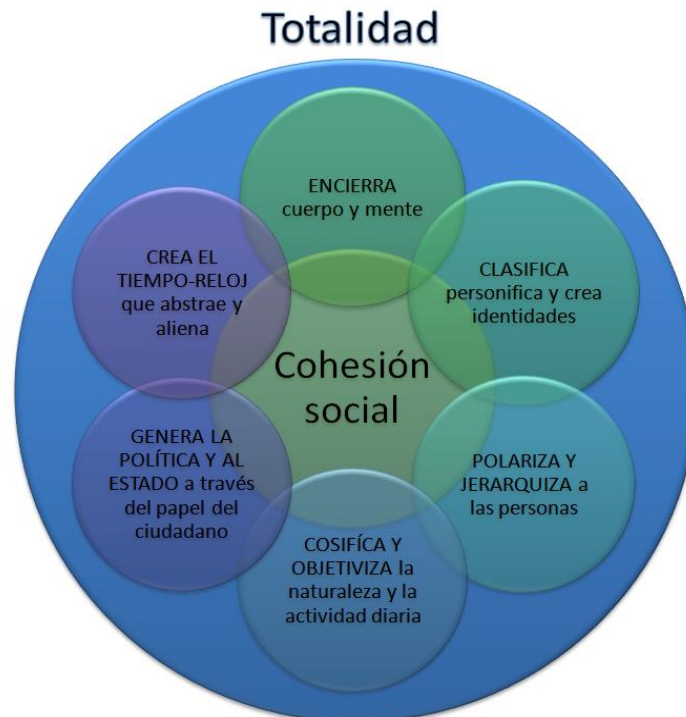 Totalidad
ENCIERRA
cuerpo y mente
CLASIFICA
personifica y crea
identidades
POLARIZA Y
JERARQUIZA a
las personas
COSIFÍCA Y
OBJETIVIZA la
naturaleza y la
actividad diaria
GENERA LA
POLÍTICA Y AL
ESTADO a través
del papel del
ciudadano
CREA EL
TIEMPO-RELOJ
que abstrae y
aliena
Cohesión
social